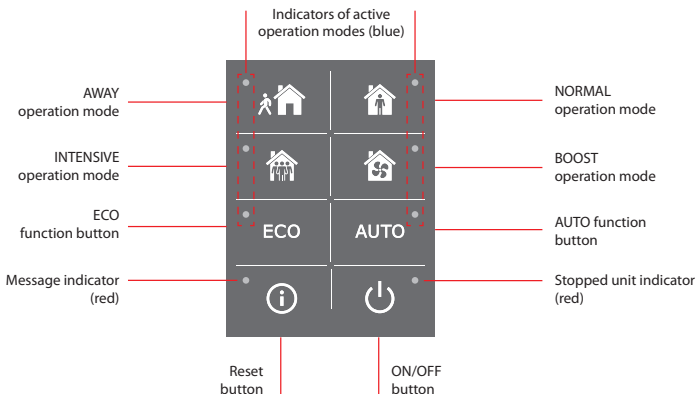 Indicators of active
operation modes (blue)
AWAY
operation mode
NORMAL
operation mode
INTENSIVE
operation mode
BOOST
operation mode
ECO
function button
ECO
AUTO
AUTO function
button
Message indicator
(red)
Stopped unit indicator
(red)
Reset
button
ON/OFF
button